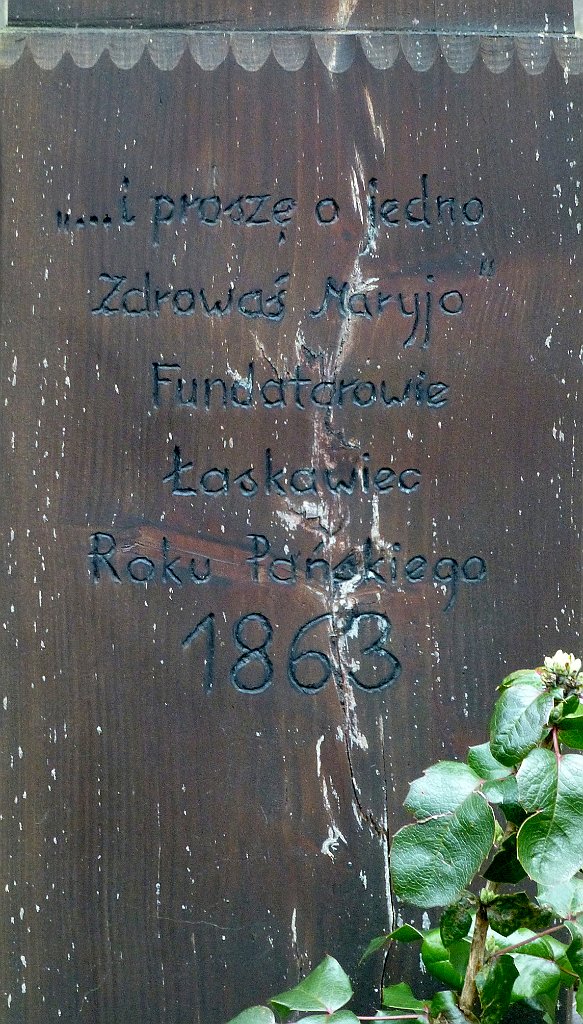 „....i proszę o jedno
Zdrowaś Maryjo”
Fundatorowie
Łaskawiec
Roku Pańskiego
1863